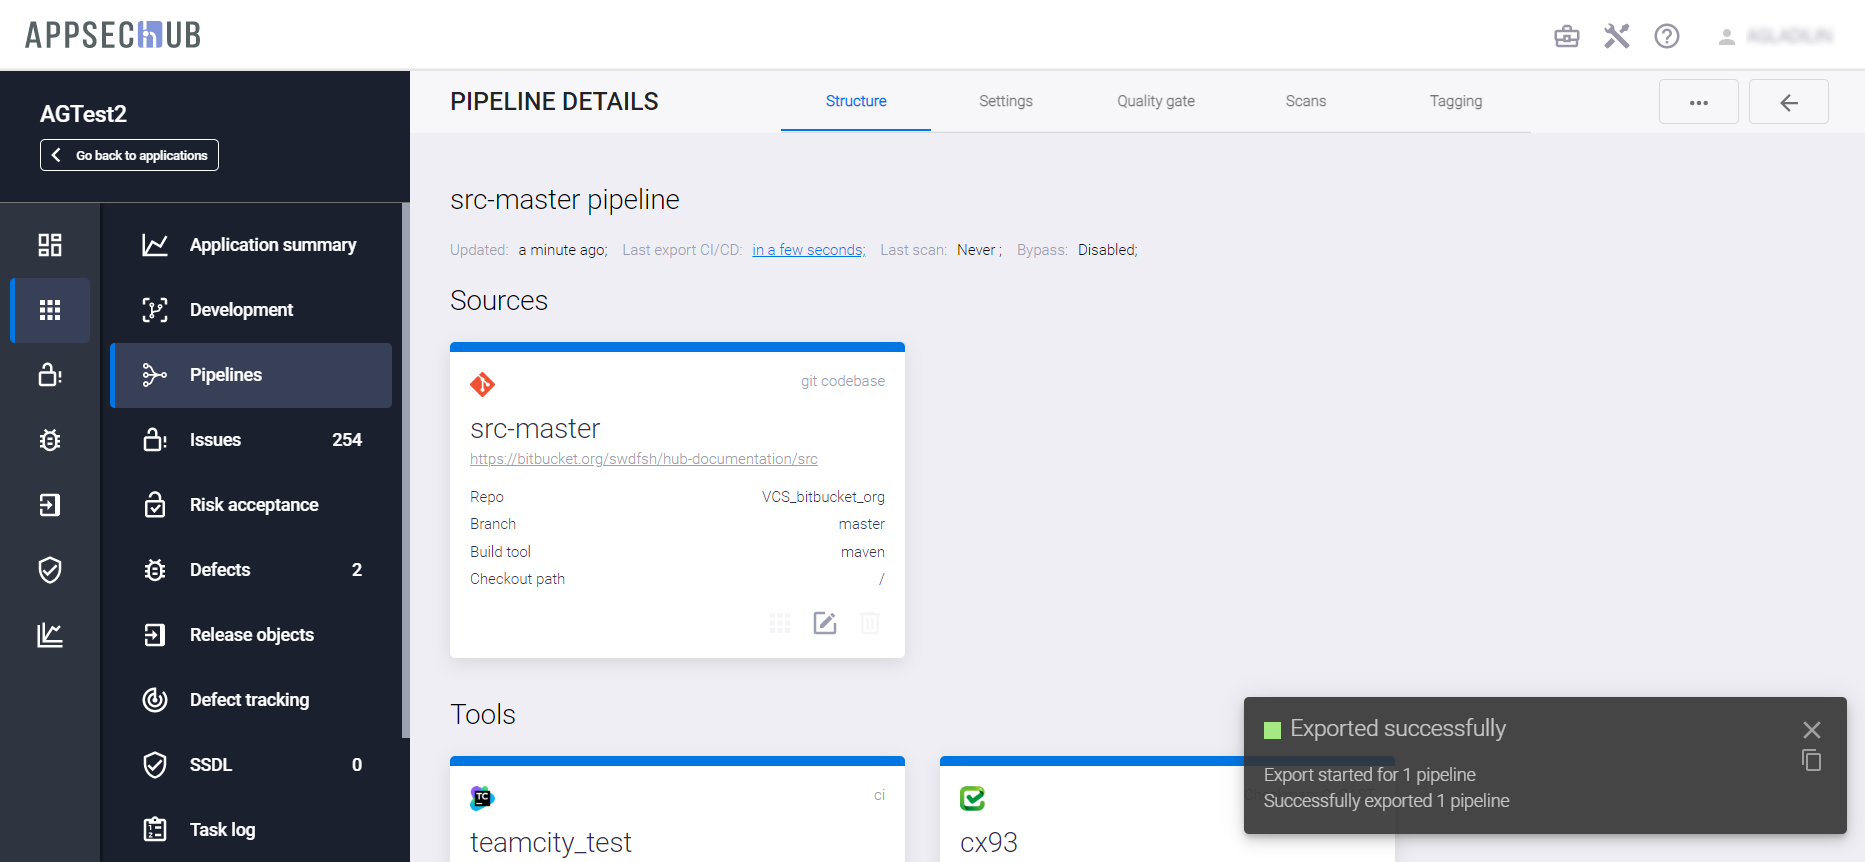 APPSECHUB
AGLADILIN
AGTest2
Go back to applications
PIPELINE DETAILS
Structure
Settings
Quality gate
Scans
Tagging
Application summary
Development
Pipelines
Issues 254
Risk acceptance
Defects 2
Release objects
Defect tracking
SSDL 0
Task log
src-master pipeline
Updated: a minute ago; Last export CI/CD: in a few seconds; Last scan: Never ; Bypass: Disabled;
Sources
git codebase
src-master
https://bitbucket.org/swdfsh/hub-documentation/src
Repo VCS_bitbucket_org
Branch master
Build tool maven
Checkout path /
Tools
TC
ci
teamcity_test
cx93
Exported successfully
Export started for 1 pipeline
Successfully exported 1 pipeline